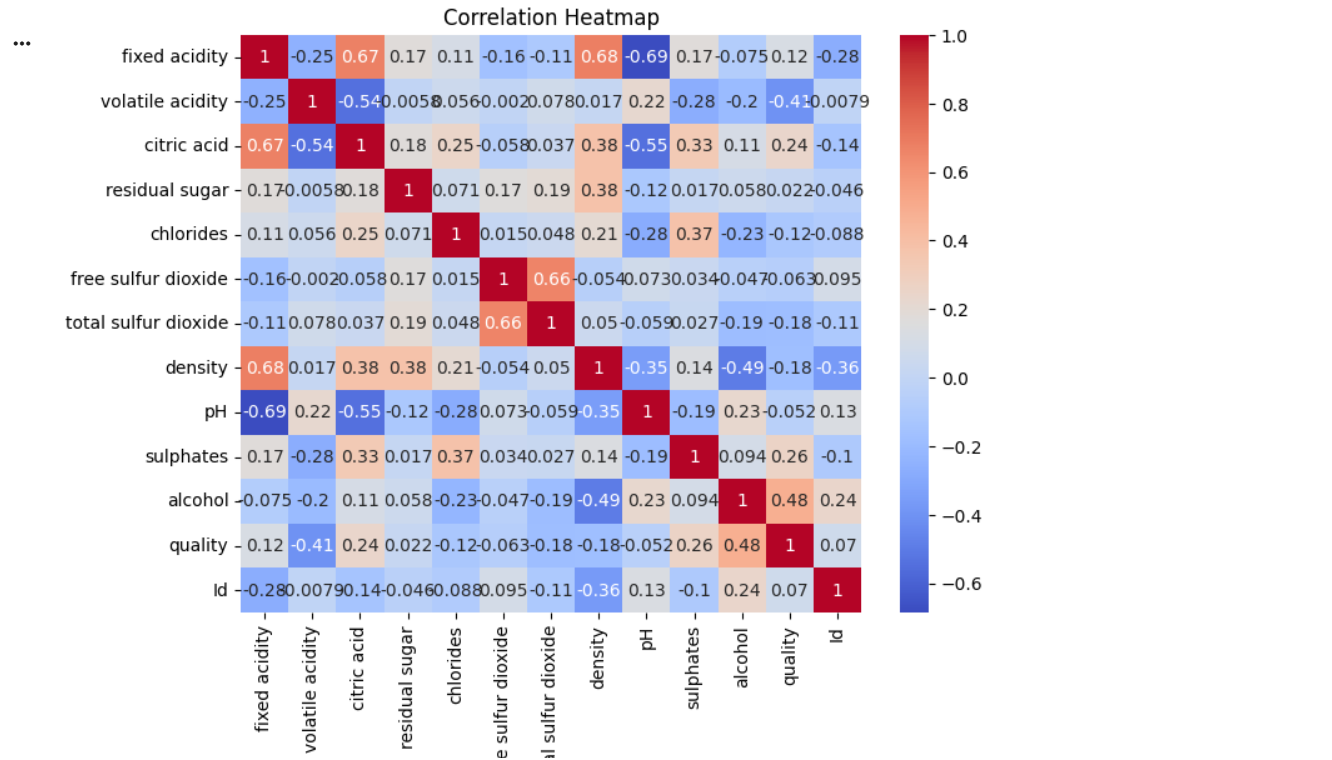 Correlation Heatmap
...
fixed acidity 1 -0.25 0.67 0.17 0.11 -0.16 -0.11 0.68 -0.69 0.17 -0.075 0.12 -0.28
volatile acidity -0.25 1 -0.54 -0.0058 0.056 -0.002 0.078 0.017 0.22 -0.28 -0.2 -0.41 -0.0079
citric acid 0.67 -0.54 1 0.18 0.25 -0.058 0.037 0.38 -0.55 0.33 0.11 0.24 -0.14
residual sugar 0.17 -0.0058 0.18 1 0.071 0.17 0.19 0.38 -0.12 0.017 0.058 0.022 -0.046
chlorides 0.11 0.056 0.25 0.071 1 0.015 0.048 0.21 -0.28 0.37 -0.23 -0.12 -0.088
free sulfur dioxide -0.16 -0.002 -0.058 0.17 0.015 1 0.66 -0.054 0.073 0.034 -0.047 -0.063 0.095
total sulfur dioxide -0.11 0.078 0.037 0.19 0.048 0.66 1 0.05 -0.059 0.027 -0.19 -0.18 -0.11
density 0.68 0.017 0.38 0.38 0.21 -0.054 0.05 1 -0.35 0.14 -0.49 -0.18 -0.36
pH -0.69 0.22 -0.55 -0.12 -0.28 0.073 -0.059 -0.35 1 -0.19 0.23 -0.052 0.13
sulphates 0.17 -0.28 0.33 0.017 0.37 0.034 0.027 0.14 -0.19 1 0.094 0.26 -0.1
alcohol -0.075 -0.2 0.11 0.058 -0.23 -0.047 -0.19 -0.49 0.23 0.094 1 0.48 0.24
quality 0.12 -0.41 0.24 0.022 -0.12 -0.063 -0.18 -0.18 -0.052 0.26 0.48 1 0.07
Id -0.28 -0.0079 -0.14 -0.046 -0.088 0.095 -0.11 -0.36 0.13 -0.1 0.24 0.07 1
fixed acidity
volatile acidity
citric acid
residual sugar
chlorides
e sulfur dioxide
al sulfur dioxide
density
pH
sulphates
alcohol
quality
Id
1.0
0.8
0.6
0.4
0.2
0.0
−0.2
−0.4
−0.6